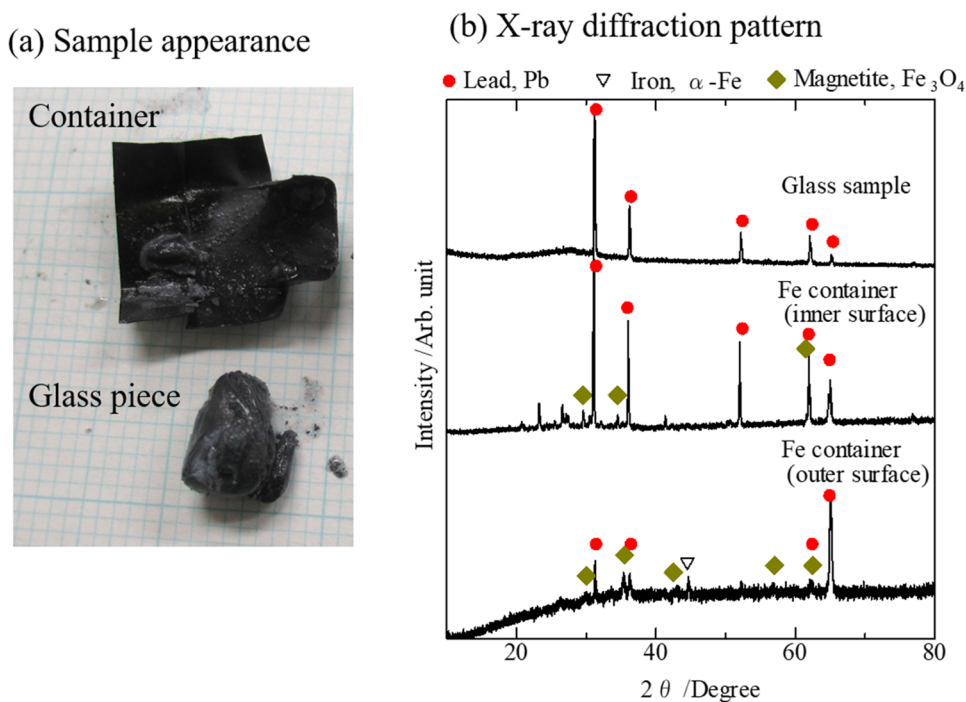 (a) Sample appearance
Container
Glass piece
(b) X-ray diffraction pattern
Lead, Pb
Iron, α-Fe
Magnetite, Fe3O4
Glass sample
Fe container
(inner surface)
Fe container
(outer surface)
Intensity /Arb. unit
20 40 60 80
2 θ /Degree